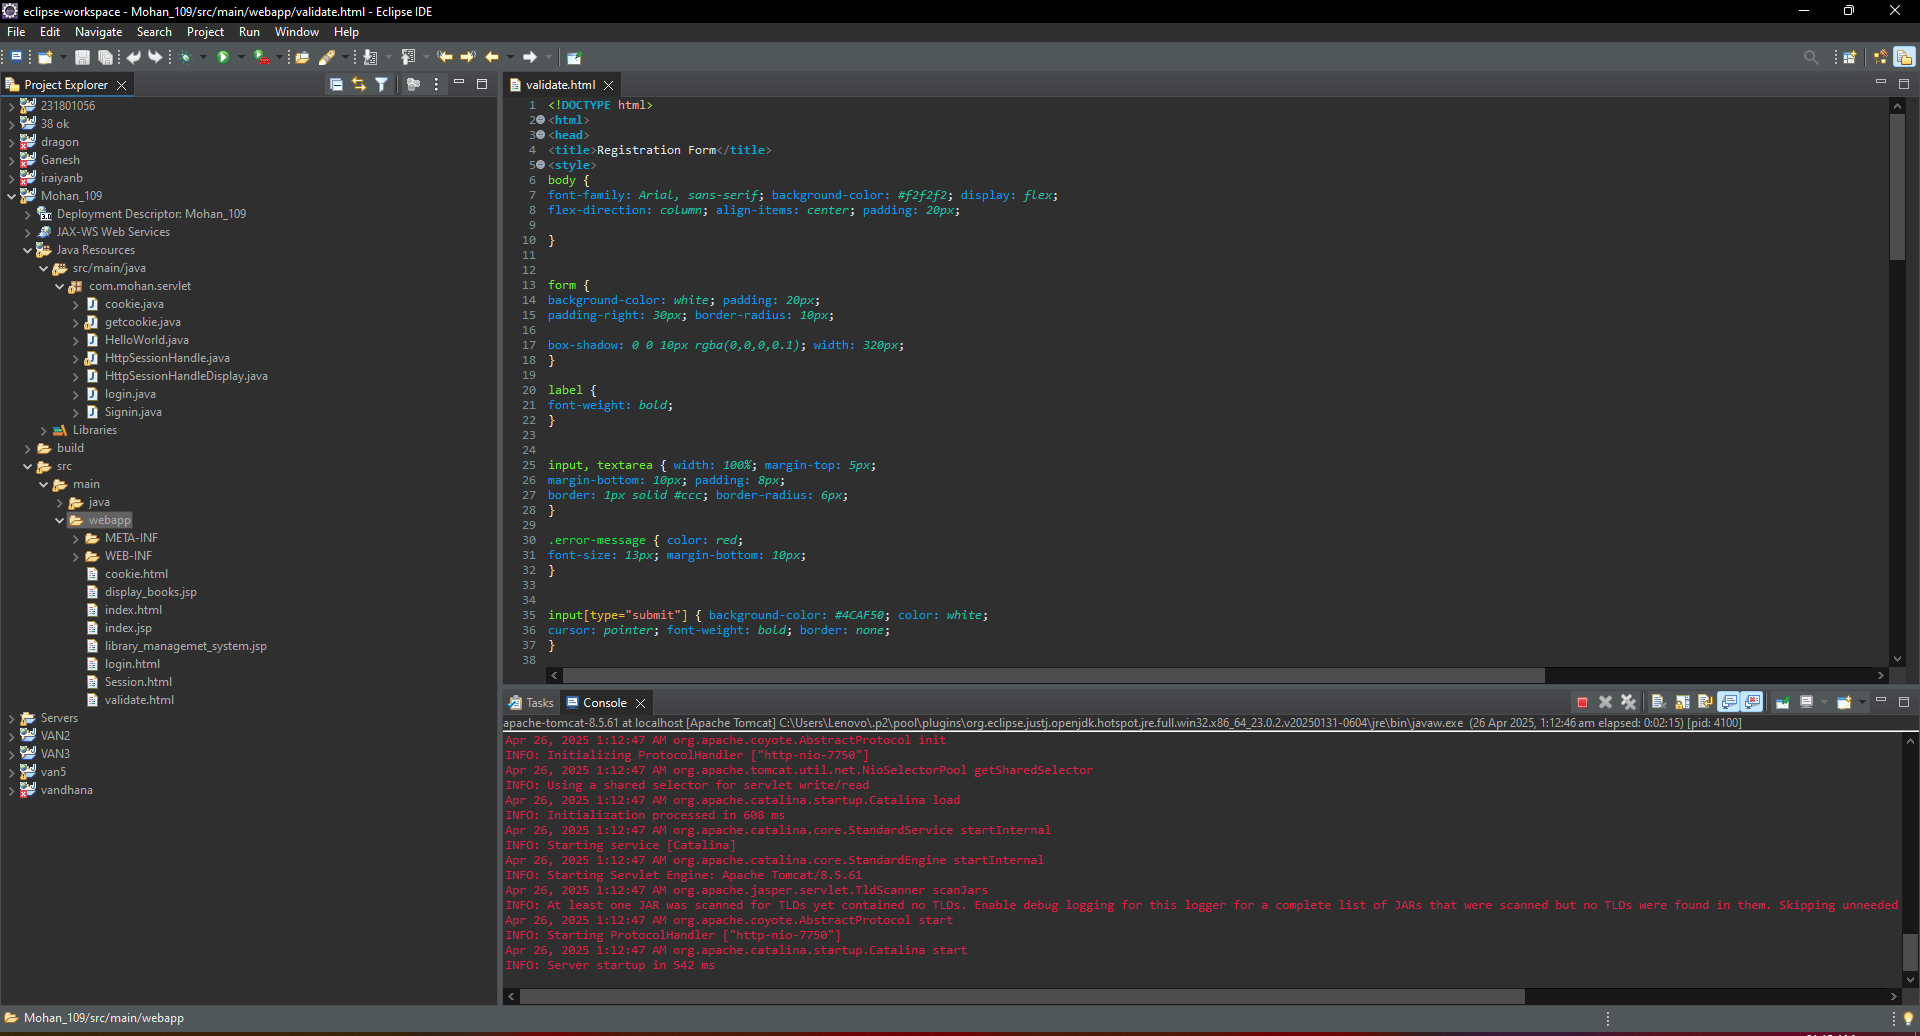 eclipse-workspace - Mohan_109/src/main/webapp/validate.html - Eclipse IDE
File Edit Navigate Search Project Run Window Help
Project Explorer
231801056
38 ok
dragon
Ganesh
iraiyanb
Mohan_109
Deployment Descriptor: Mohan_109
JAX-WS Web Services
Java Resources
src/main/java
com.mohan.servlet
cookie.java
getcookie.java
HelloWorld.java
HttpSessionHandle.java
HttpSessionHandleDisplay.java
login.java
Signin.java
Libraries
build
src
main
java
webapp
META-INF
WEB-INF
cookie.html
display_books.jsp
index.html
index.jsp
library_managemet_system.jsp
login.html
Session.html
validate.html
Servers
VAN2
VAN3
van5
vandhana
validate.html
1 <!DOCTYPE html>
2 <html>
3 <head>
4 <title>Registration Form</title>
5 <style>
6 body {
7 font-family: Arial, sans-serif; background-color: #f2f2f2; display: flex;
8 flex-direction: column; align-items: center; padding: 20px;
9
10 }
11
12
13 form {
14 background-color: white; padding: 20px;
15 padding-right: 30px; border-radius: 10px;
16
17 box-shadow: 0 0 10px rgba(0,0,0,0.1); width: 320px;
18 }
19
20 label {
21 font-weight: bold;
22 }
23
24
25 input, textarea { width: 100%; margin-top: 5px;
26 margin-bottom: 10px; padding: 8px;
27 border: 1px solid #ccc; border-radius: 6px;
28 }
29
30 .error-message { color: red;
31 font-size: 13px; margin-bottom: 10px;
32 }
33
34
35 input[type="submit"] { background-color: #4CAF50; color: white;
36 cursor: pointer; font-weight: bold; border: none;
37 }
38
Tasks Console
apache-tomcat-8.5.61 at localhost [Apache Tomcat] C:\Users\Lenovo\.p2\pool\plugins\org.eclipse.justj.openjdk.hotspot.jre.full.win32.x86_64_23.0.2.v20250131-0604\jre\bin\javaw.exe (26 Apr 2025, 1:12:46 am elapsed: 0:02:15) [pid: 4100]
Apr 26, 2025 1:12:47 AM org.apache.coyote.AbstractProtocol init
INFO: Initializing ProtocolHandler ["http-nio-7750"]
Apr 26, 2025 1:12:47 AM org.apache.tomcat.util.net.NioSelectorPool getSharedSelector
INFO: Using a shared selector for servlet write/read
Apr 26, 2025 1:12:47 AM org.apache.catalina.startup.Catalina load
INFO: Initialization processed in 608 ms
Apr 26, 2025 1:12:47 AM org.apache.catalina.core.StandardService startInternal
INFO: Starting service [Catalina]
Apr 26, 2025 1:12:47 AM org.apache.catalina.core.StandardEngine startInternal
INFO: Starting Servlet Engine: Apache Tomcat/8.5.61
Apr 26, 2025 1:12:47 AM org.apache.jasper.servlet.TldScanner scanJars
INFO: At least one JAR was scanned for TLDs yet contained no TLDs. Enable debug logging for this logger for a complete list of JARs that were scanned but no TLDs were found in them. Skipping unneeded
Apr 26, 2025 1:12:47 AM org.apache.coyote.AbstractProtocol start
INFO: Starting ProtocolHandler ["http-nio-7750"]
Apr 26, 2025 1:12:47 AM org.apache.catalina.startup.Catalina start
INFO: Server startup in 542 ms
Mohan_109/src/main/webapp